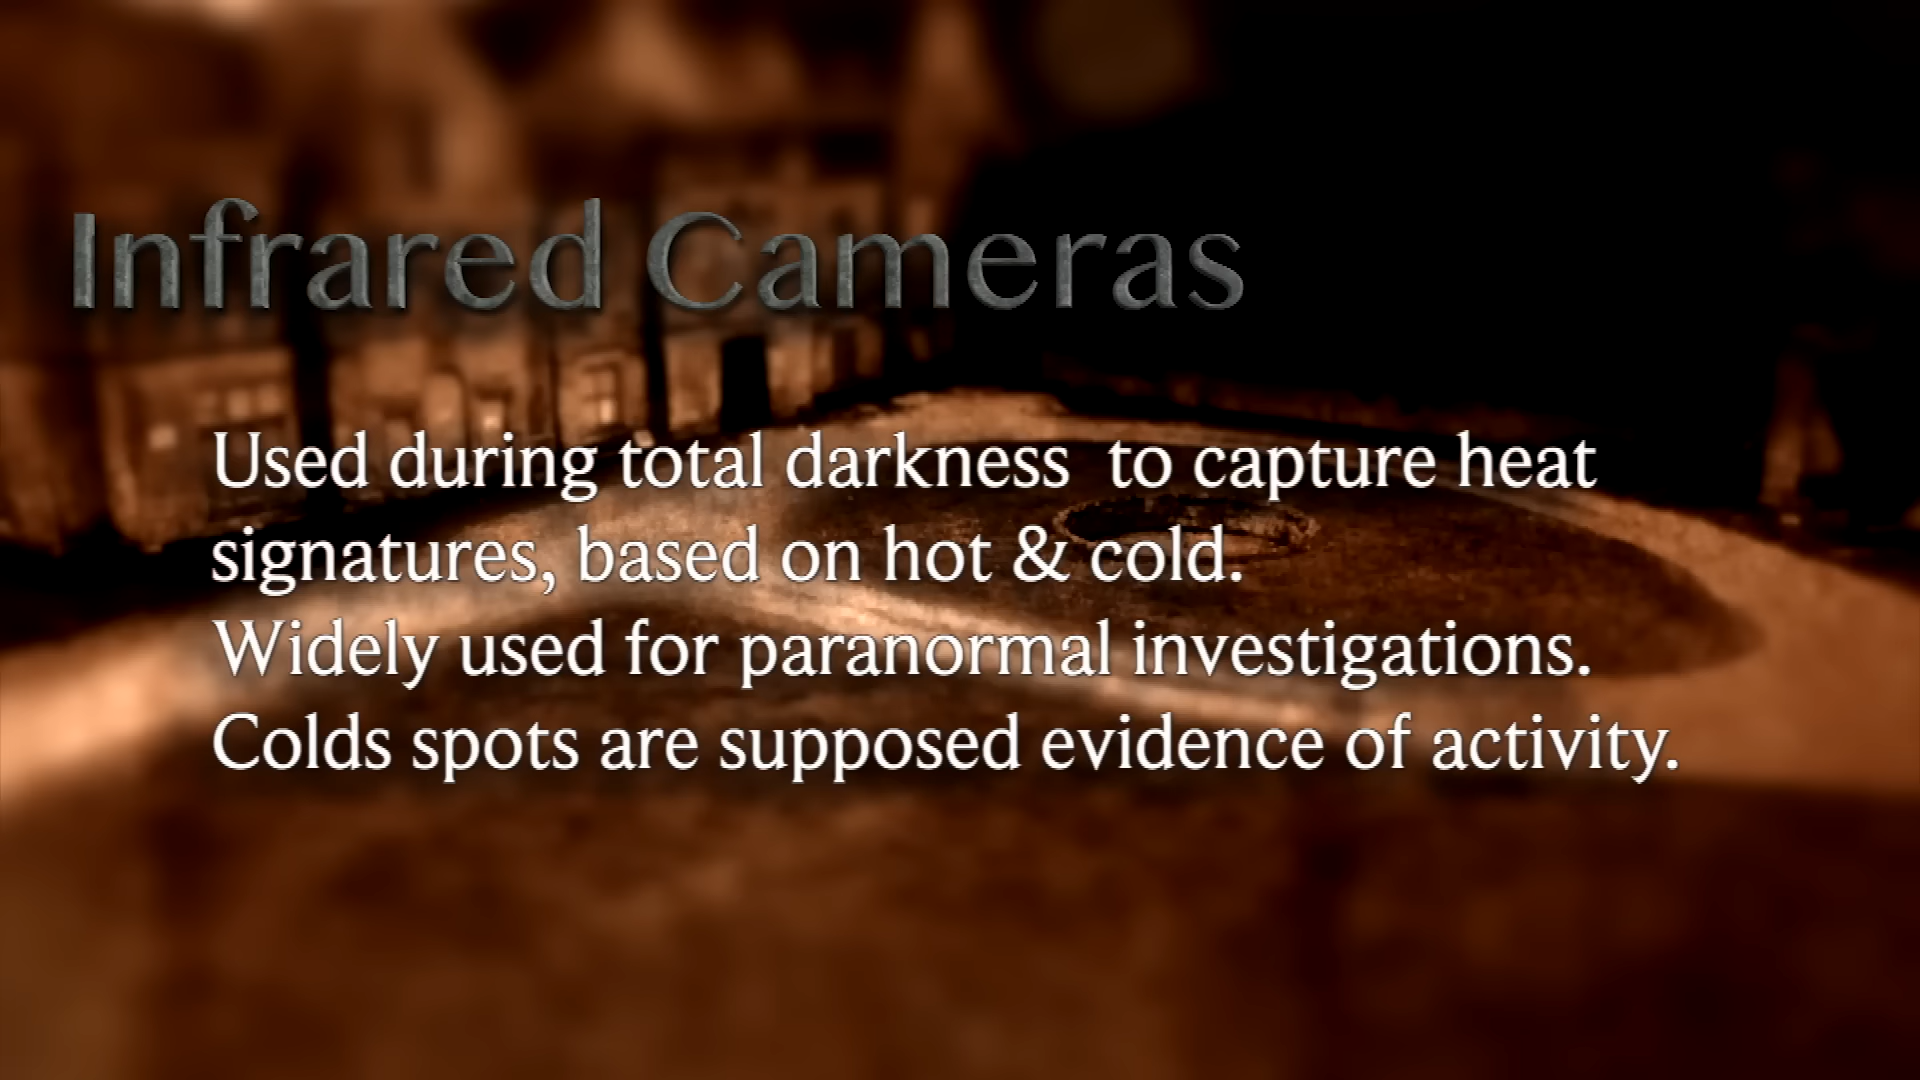 Infrared Cameras
Used during total darkness  to capture heat
signatures, based on hot & cold.
Widely used for paranormal investigations.
Colds spots are supposed evidence of activity.